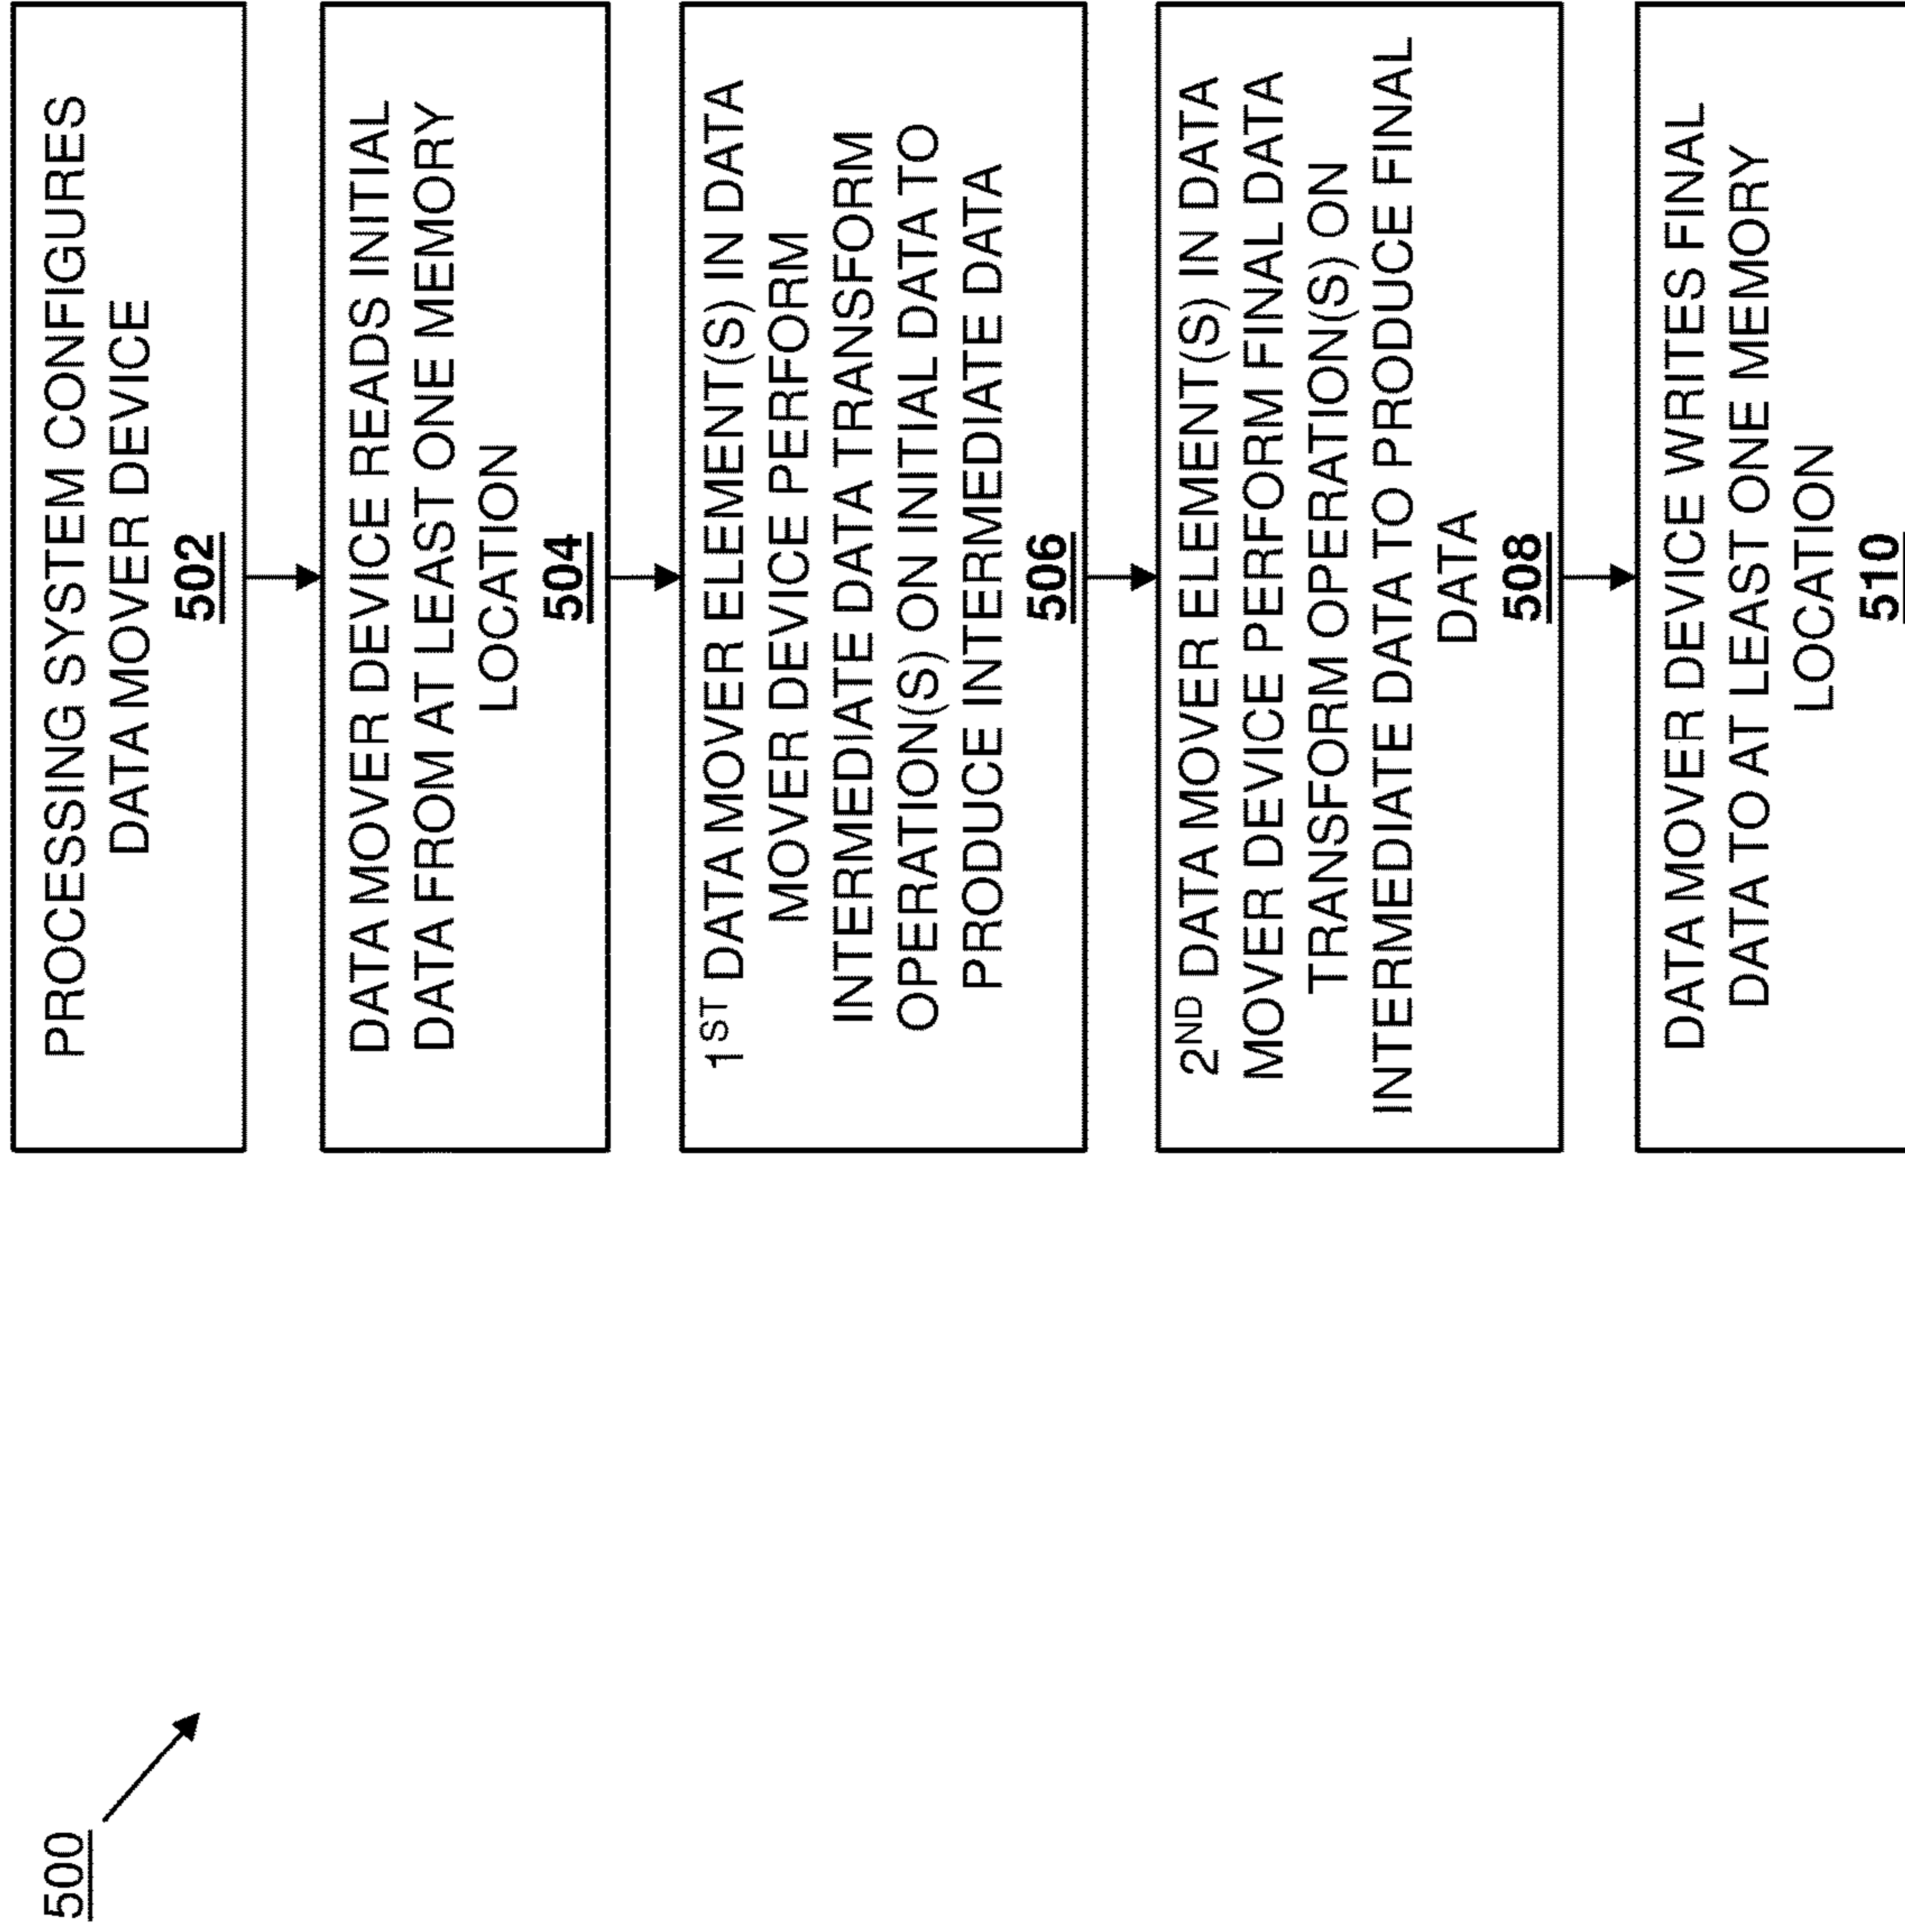 500
PROCESSING SYSTEM CONFIGURES
DATA MOVER DEVICE
502
DATA MOVER DEVICE READS INITIAL
DATA FROM AT LEAST ONE MEMORY
LOCATION
504
1ST DATA MOVER ELEMENT(S) IN DATA
MOVER DEVICE PERFORM
INTERMEDIATE DATA TRANSFORM
OPERATION(S) ON INITIAL DATA TO
PRODUCE INTERMEDIATE DATA
506
2ND DATA MOVER ELEMENT(S) IN DATA
MOVER DEVICE PERFORM FINAL DATA
TRANSFORM OPERATION(S) ON
INTERMEDIATE DATA TO PRODUCE FINAL
DATA
508
DATA MOVER DEVICE WRITES FINAL
DATA TO AT LEAST ONE MEMORY
LOCATION
510